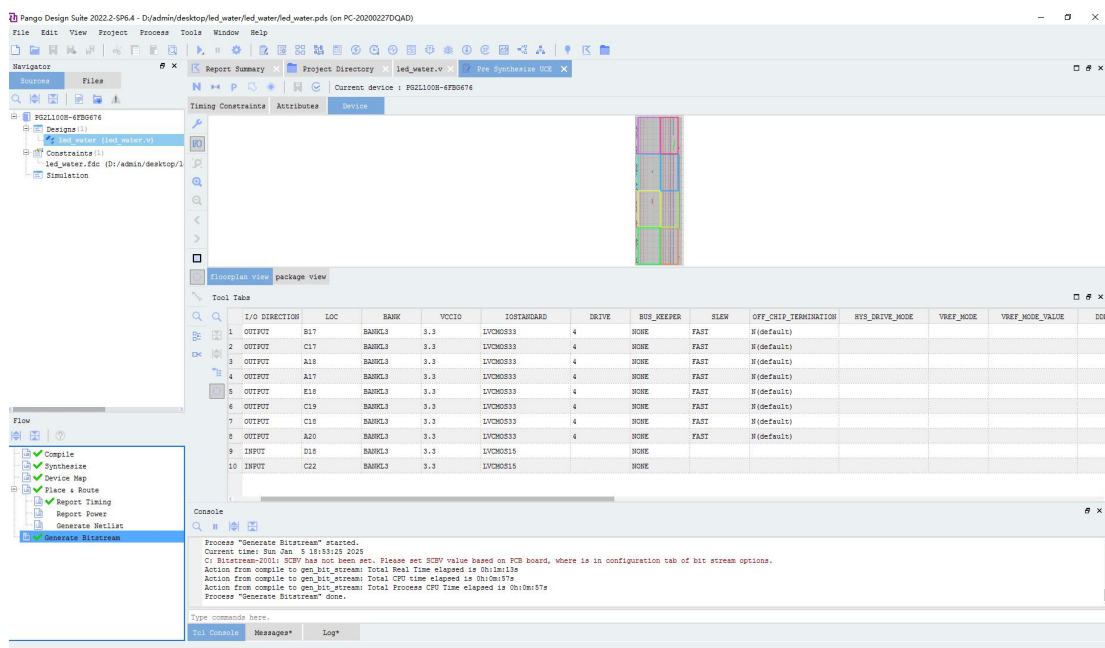 Pango Design Suite 2022.2-SP6.4 - D:/admin/desktop/led_water/led_water/led_water.pds (on PC-20200227DQAD)
File Edit View Project Process Tools Window Help
Navigator
Sources Files
PG2L100H-6FBG676
Designs(1)
led_water (led_water.v)
Constraints(1)
led_water.fdc (D:/admin/desktop/l
Simulation
Report Summary Project Directory led_water.v Pre Synthesize UCE
N P Current device : PG2L100H-6FBG676
Timing Constraints Attributes Device
I/O
floorplan view package view
Tool Tabs
I/O DIRECTION LOC BANK VCCIO IOSTANDARD DRIVE BUS_KEEPER SLEW OFF_CHIP_TERMINATION HYS_DRIVE_MODE VREF_MODE VREF_MODE_VALUE DD
1 OUTPUT B17 BANKL3 3.3 LVCMOS33 4 NONE FAST N(default)
2 OUTPUT C17 BANKL3 3.3 LVCMOS33 4 NONE FAST N(default)
3 OUTPUT A18 BANKL3 3.3 LVCMOS33 4 NONE FAST N(default)
4 OUTPUT A17 BANKL3 3.3 LVCMOS33 4 NONE FAST N(default)
5 OUTPUT E18 BANKL3 3.3 LVCMOS33 4 NONE FAST N(default)
6 OUTPUT C19 BANKL3 3.3 LVCMOS33 4 NONE FAST N(default)
7 OUTPUT C18 BANKL3 3.3 LVCMOS33 4 NONE FAST N(default)
8 OUTPUT A20 BANKL3 3.3 LVCMOS33 4 NONE FAST N(default)
9 INPUT D18 BANKL3 3.3 LVCMOS15 NONE
10 INPUT C22 BANKL3 3.3 LVCMOS15 NONE
Flow
Compile
Synthesize
Device Map
Place & Route
Report Timing
Report Power
Generate Netlist
Generate Bitstream
Console
Process "Generate Bitstream" started.
Current time: Sun Jan 5 18:53:25 2025
C: Bitstream-2001: SCBV has not been set. Please set SCBV value based on PCB board, where is in configuration tab of bit stream options.
Action from compile to gen_bit_stream: Total Real Time elapsed is 0h:1m:13s
Action from compile to gen_bit_stream: Total CPU time elapsed is 0h:0m:57s
Action from compile to gen_bit_stream: Total Process CPU Time elapsed is 0h:0m:57s
Process "Generate Bitstream" done.
Type commands here.
Tcl Console Messages* Log*